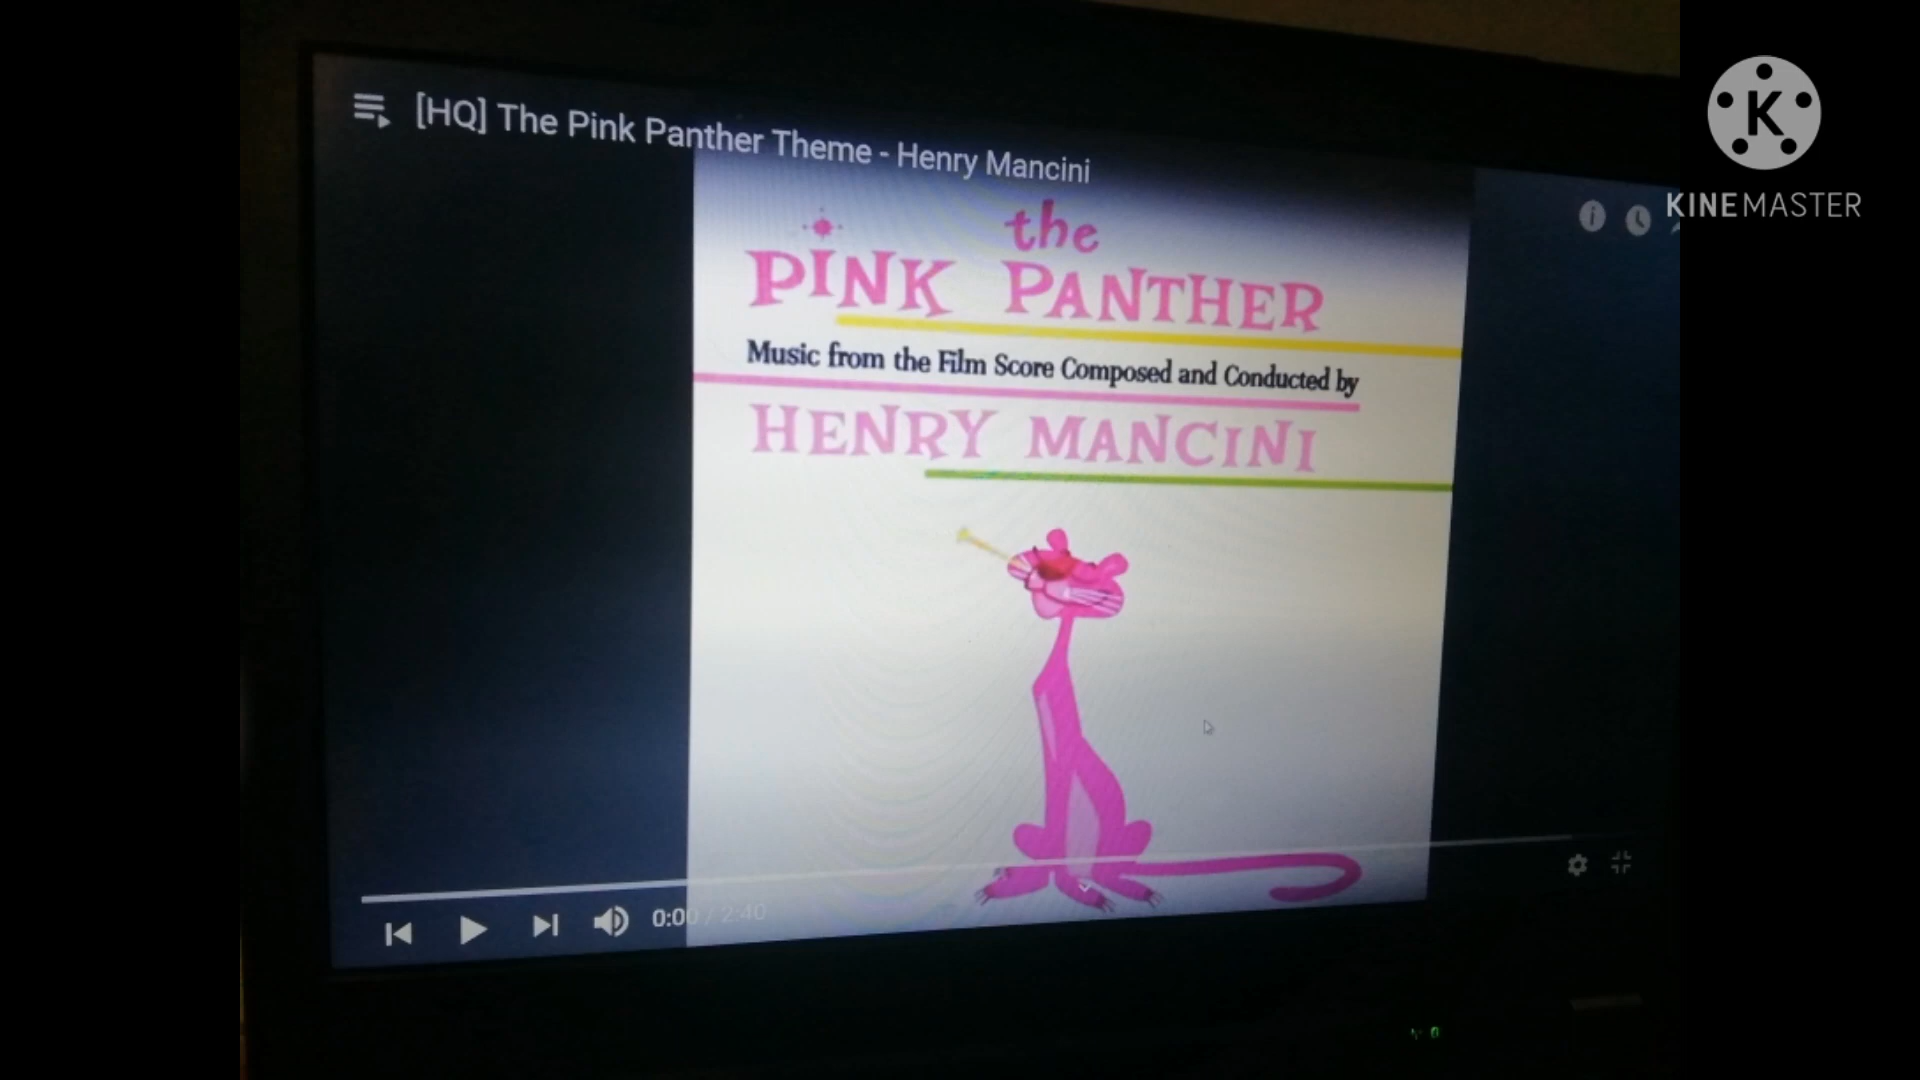 [HQ] The Pink Panther Theme - Henry Mancini
the
PINK PANTHER
Music from the Film Score Composed and Conducted by
HENRY MANCINI
0:00 / 2:40
K
KINEMASTER